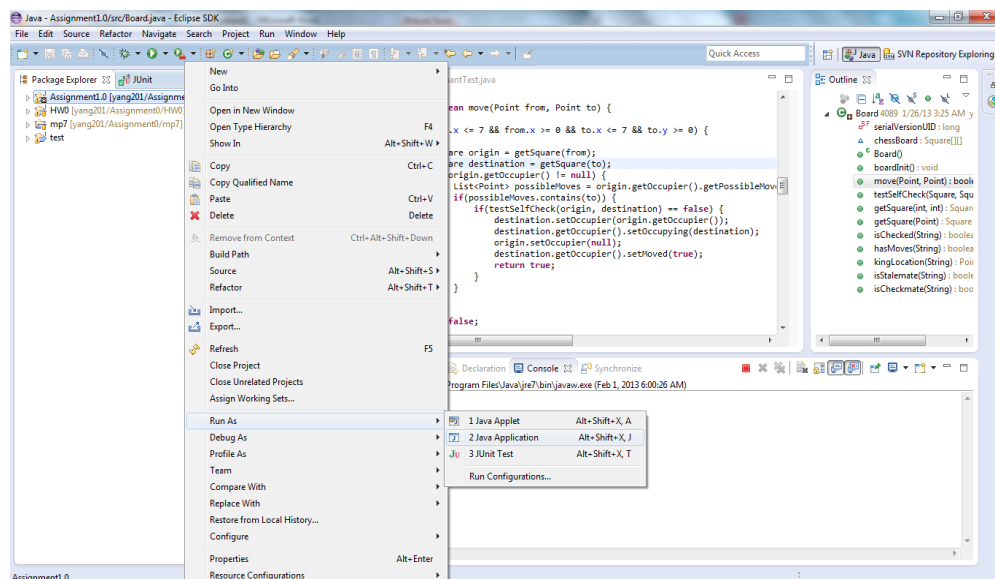 Java - Assignment1.0/src/Board.java - Eclipse SDK
File Edit Source Refactor Navigate Search Project Run Window Help
Quick Access
Java
SVN Repository Exploring
Package Explorer
JUnit
Assignment1.0 [yang201/Assignme
HW0 [yang201/Assignment0/HW0]
mp7 [yang201/Assignment0/mp7]
test
New
Go Into
Open in New Window
Open Type Hierarchy F4
Show In Alt+Shift+W
Copy Ctrl+C
Copy Qualified Name
Paste Ctrl+V
Delete Delete
Remove from Context Ctrl+Alt+Shift+Down
Build Path
Source Alt+Shift+S
Refactor Alt+Shift+T
Import...
Export...
Refresh F5
Close Project
Close Unrelated Projects
Assign Working Sets...
Run As
Debug As
Profile As
Team
Compare With
Replace With
Restore from Local History...
Configure
Properties Alt+Enter
Resource Configurations
1 Java Applet Alt+Shift+X, A
2 Java Application Alt+Shift+X, J
3 JUnit Test Alt+Shift+X, T
Run Configurations...
antTest.java
ean move(Point from, Point to) {
.x <= 7 && from.x >= 0 && to.x <= 7 && to.y >= 0) {
are origin = getSquare(from);
are destination = getSquare(to);
origin.getOccupier() != null) {
List<Point> possibleMoves = origin.getOccupier().getPossibleMov
if(possibleMoves.contains(to)) {
if(testSelfCheck(origin, destination) == false) {
destination.setOccupier(origin.getOccupier());
destination.getOccupier().setOccupying(destination);
origin.setOccupier(null);
destination.getOccupier().setMoved(true);
return true;
}
}
false;
Declaration
Console
Synchronize
Program Files\Java\jre7\bin\javaw.exe (Feb 1, 2013 6:00:26 AM)
Outline
Board 4089 1/26/13 3:25 AM y
serialVersionUID : long
chessBoard : Square[][]
Board()
boardInit() : void
move(Point, Point) : boole
testSelfCheck(Square, Squ
getSquare(int, int) : Square
getSquare(Point) : Square
isChecked(String) : boolea
hasMoves(String) : boolea
kingLocation(String) : Poi
isStalemate(String) : boole
isCheckmate(String) : boo
Assignment1.0